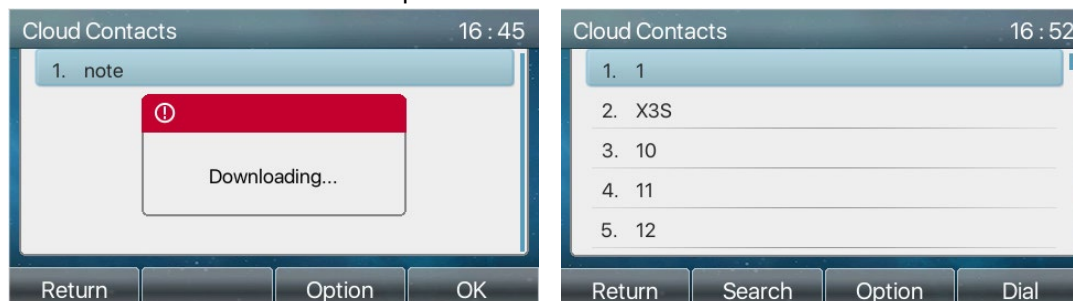 Cloud Contacts 16 : 45
1. note
Downloading...
Return Option OK
Cloud Contacts 16 : 52
1. 1
2. X3S
3. 10
4. 11
5. 12
Return Search Option Dial